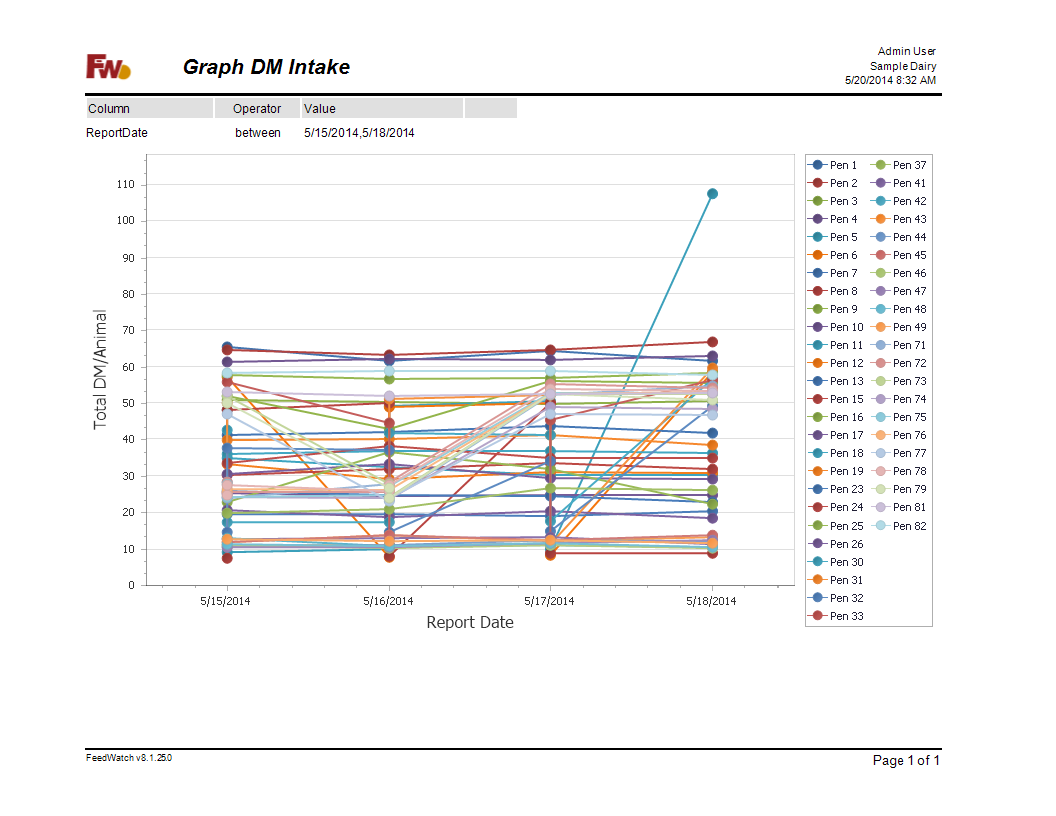 FW
Graph DM Intake
Admin User
Sample Dairy
5/20/2014 8:32 AM
Column Operator Value
ReportDate between 5/15/2014,5/18/2014
Total DM/Animal
110
100
90
80
70
60
50
40
30
20
10
0
5/15/2014 5/16/2014 5/17/2014 5/18/2014
Report Date
Pen 1 Pen 37
Pen 2 Pen 41
Pen 3 Pen 42
Pen 4 Pen 43
Pen 5 Pen 44
Pen 6 Pen 45
Pen 7 Pen 46
Pen 8 Pen 47
Pen 9 Pen 48
Pen 10 Pen 49
Pen 11 Pen 71
Pen 12 Pen 72
Pen 13 Pen 73
Pen 15 Pen 74
Pen 16 Pen 75
Pen 17 Pen 76
Pen 18 Pen 77
Pen 19 Pen 78
Pen 23 Pen 79
Pen 24 Pen 81
Pen 25 Pen 82
Pen 26
Pen 30
Pen 31
Pen 32
Pen 33
FeedWatch v8.1.25.0
Page 1 of 1